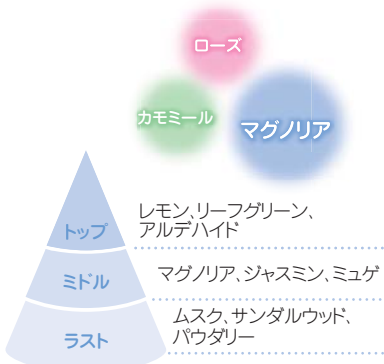 ローズ
カモミール
マグノリア
トップ
レモン、リーフグリーン、
アルデハイド
ミドル
マグノリア、ジャスミン、ミュゲ
ラスト
ムスク、サンダルウッド、
パウダリー